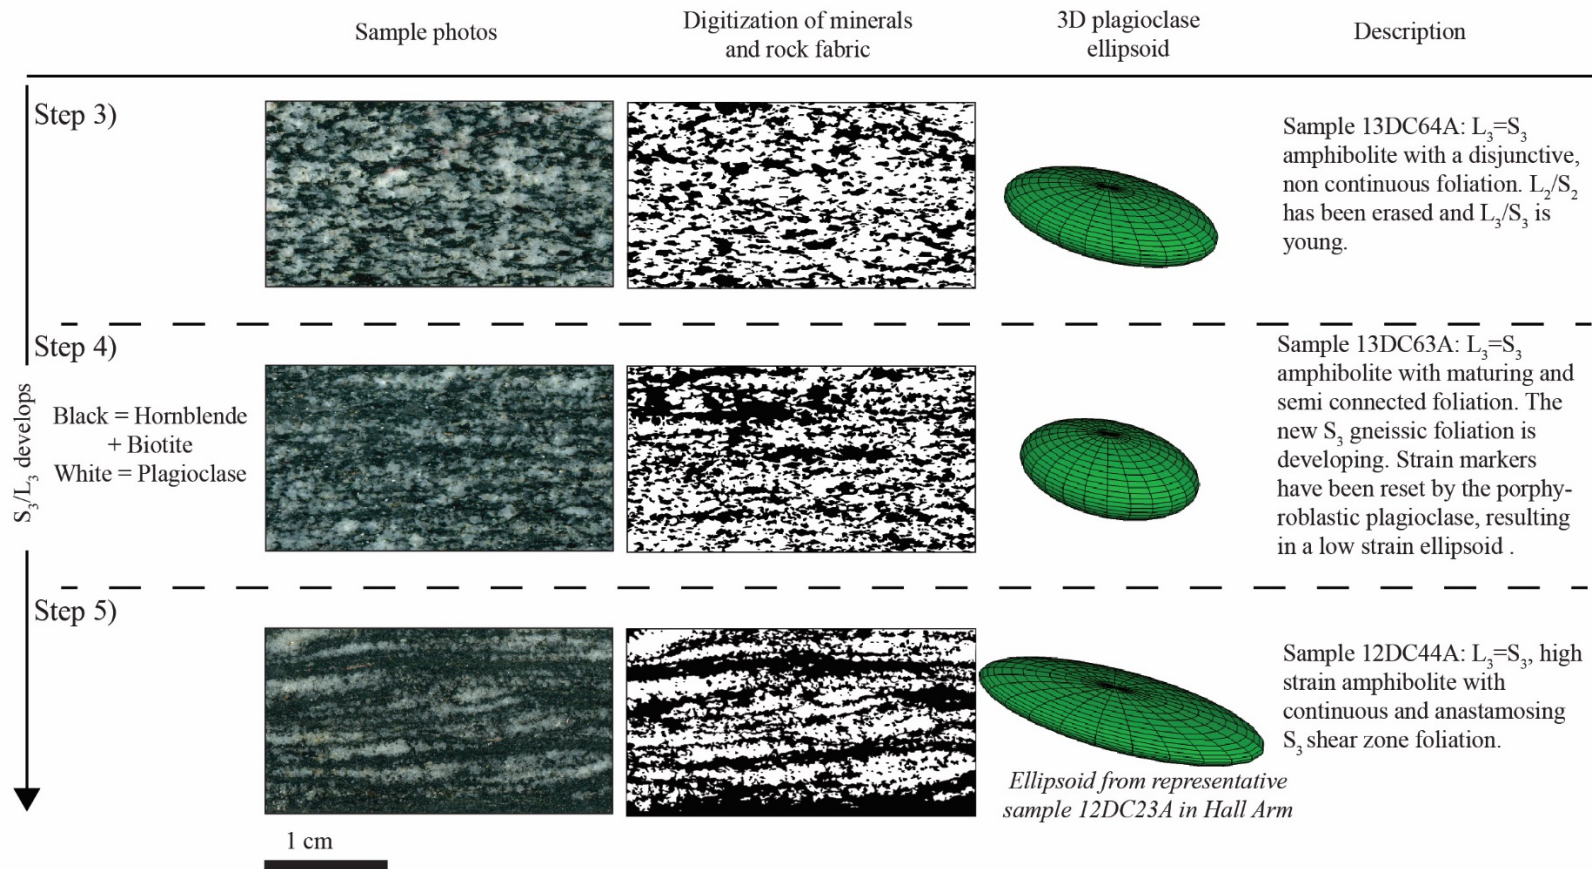 Sample photos
Digitization of minerals
and rock fabric
3D plagioclase
ellipsoid
Description
Step 3)
Sample 13DC64A: L₃=S₃
amphibolite with a disjunctive,
non continuous foliation. L₂/S₂
has been erased and L₃/S₃ is
young.
Step 4)
Black = Hornblende
+ Biotite
White = Plagioclase
Sample 13DC63A: L₃=S₃
amphibolite with maturing and
semi connected foliation. The
new S₃ gneissic foliation is
developing. Strain markers
have been reset by the porphy-
roblastic plagioclase, resulting
in a low strain ellipsoid .
S₃/L₃ develops
Step 5)
Sample 12DC44A: L₃=S₃, high
strain amphibolite with
continuous and anastamosing
S₃ shear zone foliation.
Ellipsoid from representative
sample 12DC23A in Hall Arm
1 cm